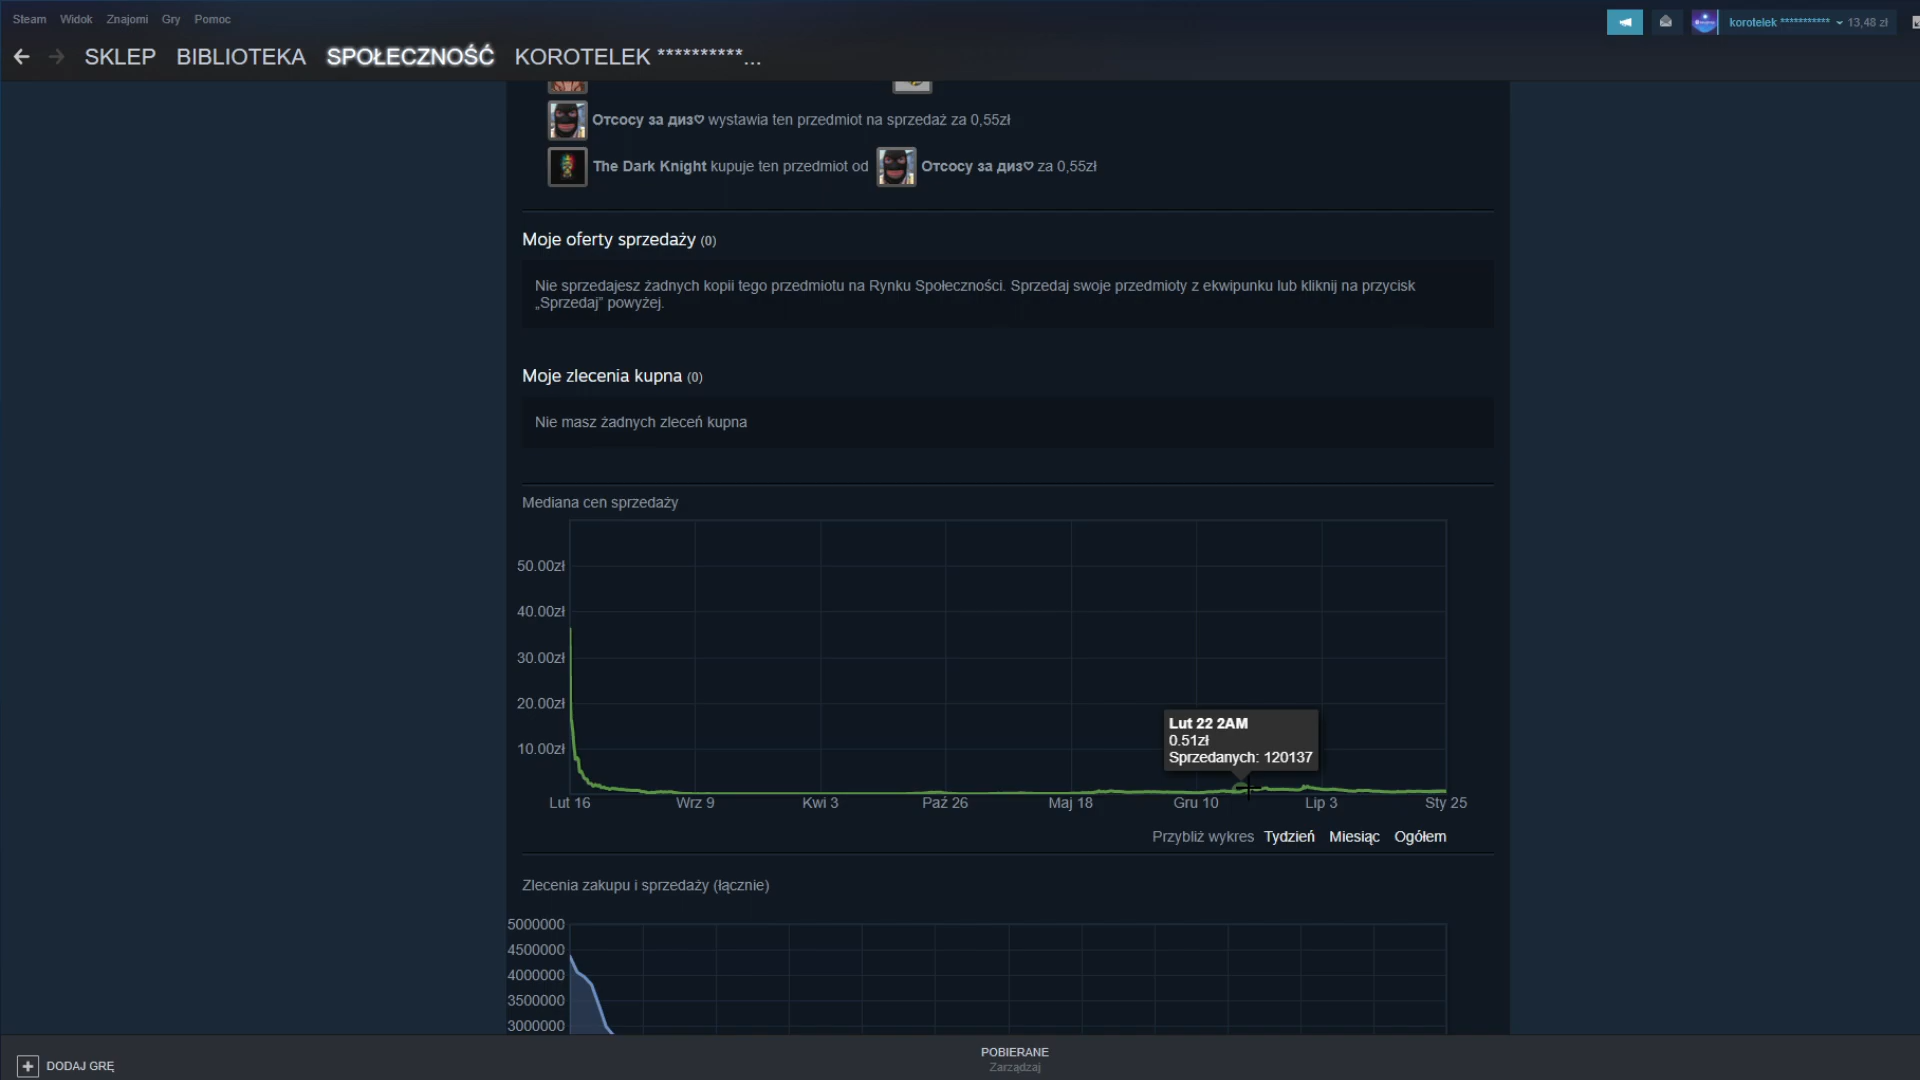 Steam Widok Znajomi Gry Pomoc
korotelek *********** 13,48 zł
SKLEP BIBLIOTEKA SPOŁECZNOŚĆ KOROTELEK **********...
Отсосу за диз♡ wystawia ten przedmiot na sprzedaż za 0,55zł
The Dark Knight kupuje ten przedmiot od Отсосу за диз♡ za 0,55zł
Moje oferty sprzedaży (0)
Nie sprzedajesz żadnych kopii tego przedmiotu na Rynku Społeczności. Sprzedaj swoje przedmioty z ekwipunku lub kliknij na przycisk
„Sprzedaj” powyżej.
Moje zlecenia kupna (0)
Nie masz żadnych zleceń kupna
Mediana cen sprzedaży
50.00zł
40.00zł
30.00zł
20.00zł
10.00zł
Lut 22 2AM
0.51zł
Sprzedanych: 120137
Lut 16 Wrz 9 Kwi 3 Paź 26 Maj 18 Gru 10 Lip 3 Sty 25
Przybliż wykres Tydzień Miesiąc Ogółem
Zlecenia zakupu i sprzedaży (łącznie)
5000000
4500000
4000000
3500000
3000000
DODAJ GRĘ
POBIERANE
Zarządzaj